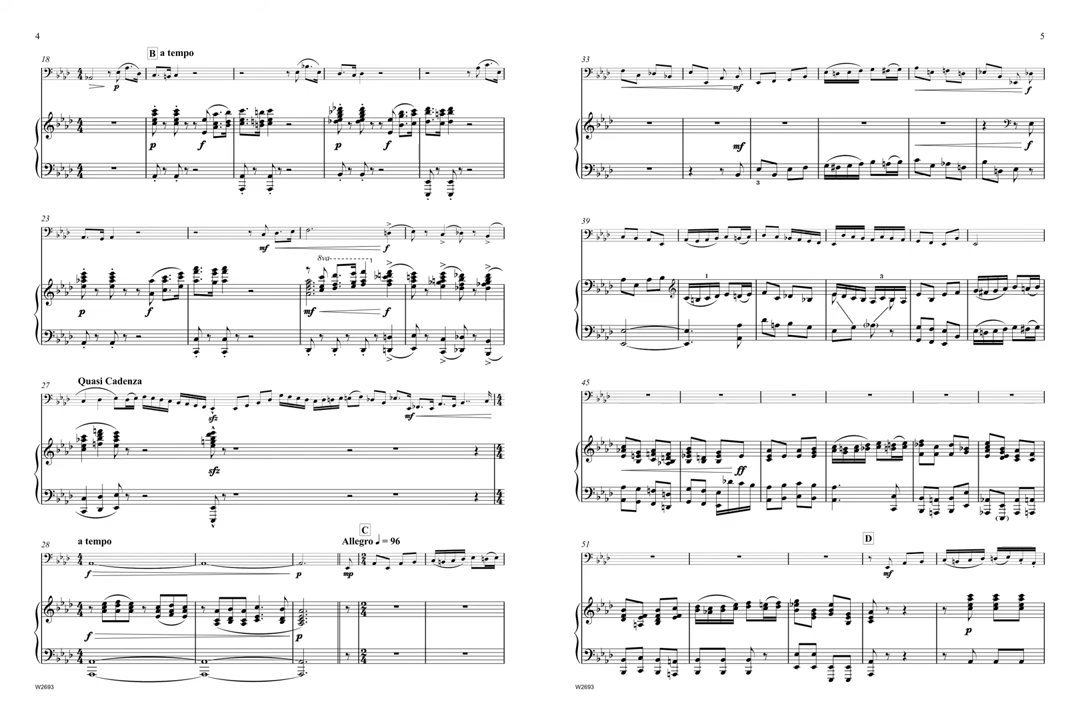 4
18
B a tempo
p
p
f
p
f
23
mf
f
p
f
8va
mf
f
27
Quasi Cadenza
sfz
mf
sfz
28
a tempo
f
p
Allegro ♩ = 96
C
mp
f
p
W2693
5
33
mf
f
mf
f
3
39
1
3
45
ff
51
D
mf
p
W2693